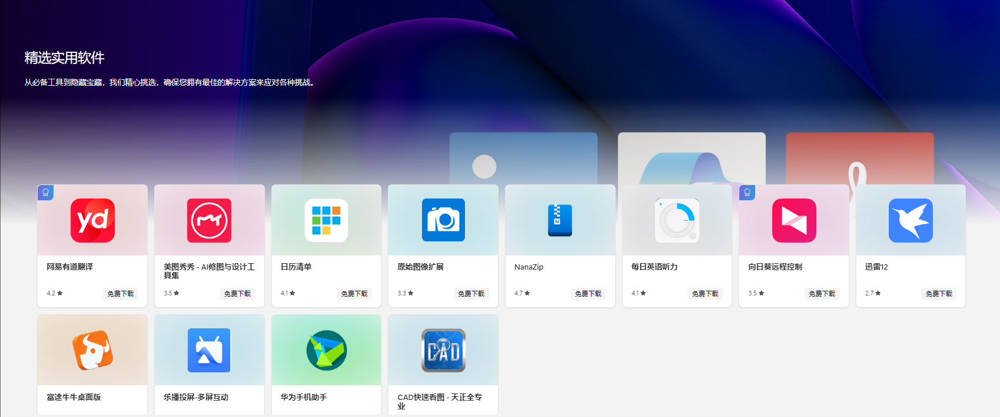 精选实用软件
从必备工具到隐藏宝藏，我们精心挑选，确保您拥有最佳的解决方案来应对各种挑战。
yd
N
网易有道翻译
美图秀秀 - AI修图与设计工
具集
日历清单
原始图像扩展
NanaZip
每日英语听力
向日葵远程控制
迅雷12
4.2 ★ 免费下载
3.5 ★ 免费下载
4.1 ★ 免费下载
3.3 ★ 免费下载
4.7 ★ 免费下载
4.1 ★ 免费下载
3.5 ★ 免费下载
2.7 ★ 免费下载
CAD
富途牛牛桌面版
乐播投屏-多屏互动
华为手机助手
CAD快速看图 - 天正全专
业